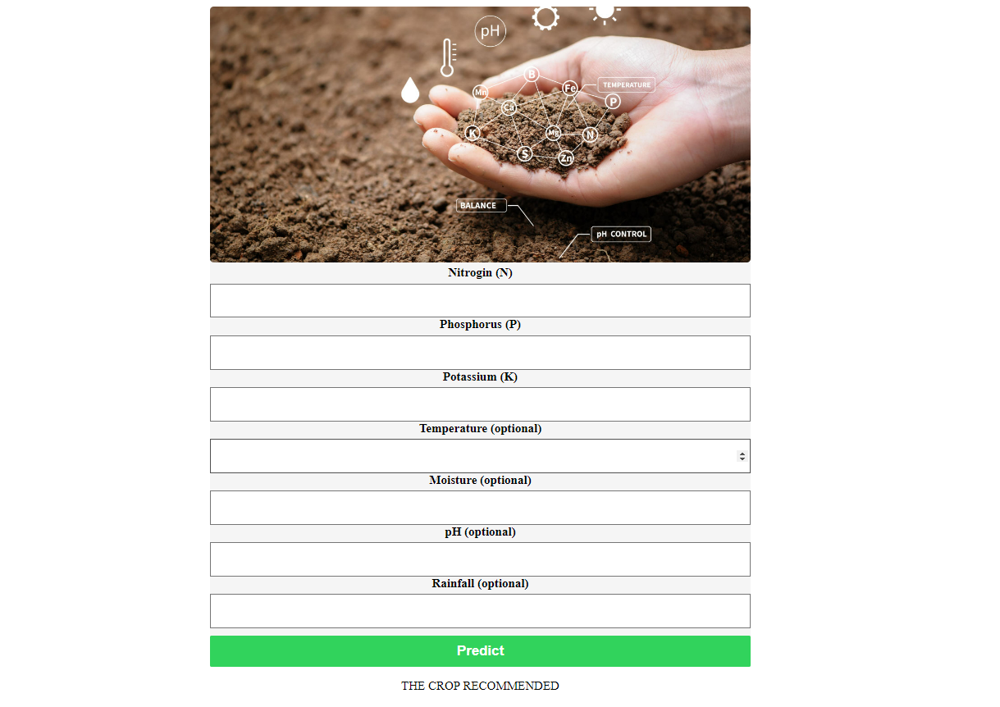 pH
B
Mn
Fe
TEMPERATURE
P
Ca
K
Mg
N
S
Zn
BALANCE
pH CONTROL
Nitrogin (N)
Phosphorus (P)
Potassium (K)
Temperature (optional)
Moisture (optional)
pH (optional)
Rainfall (optional)
Predict
THE CROP RECOMMENDED